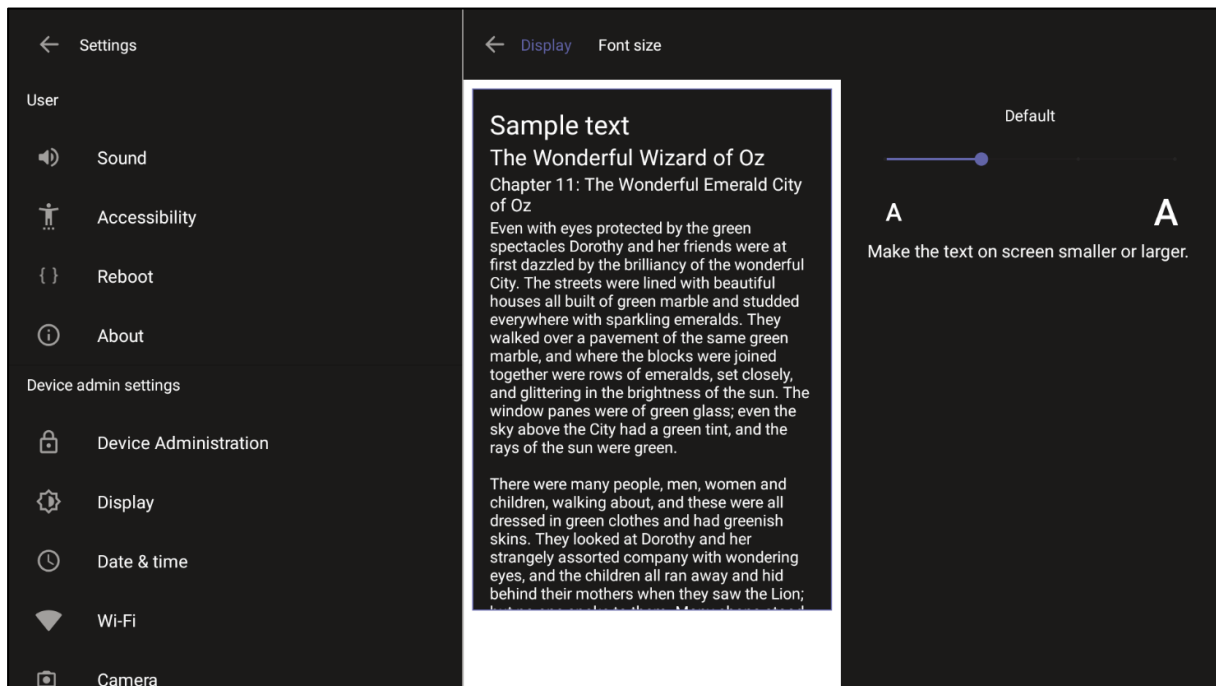 Settings
User
Sound
Accessibility
Reboot
About
Device admin settings
Device Administration
Display
Date & time
Wi-Fi
Camera
Display Font size
Sample text
The Wonderful Wizard of Oz
Chapter 11: The Wonderful Emerald City
of Oz
Even with eyes protected by the green
spectacles Dorothy and her friends were at
first dazzled by the brilliancy of the wonderful
City. The streets were lined with beautiful
houses all built of green marble and studded
everywhere with sparkling emeralds. They
walked over a pavement of the same green
marble, and where the blocks were joined
together were rows of emeralds, set closely,
and glittering in the brightness of the sun. The
window panes were of green glass; even the
sky above the City had a green tint, and the
rays of the sun were green.
There were many people, men, women and
children, walking about, and these were all
dressed in green clothes and had greenish
skins. They looked at Dorothy and her
strangely assorted company with wondering
eyes, and the children all ran away and hid
behind their mothers when they saw the Lion;
Default
A A
Make the text on screen smaller or larger.